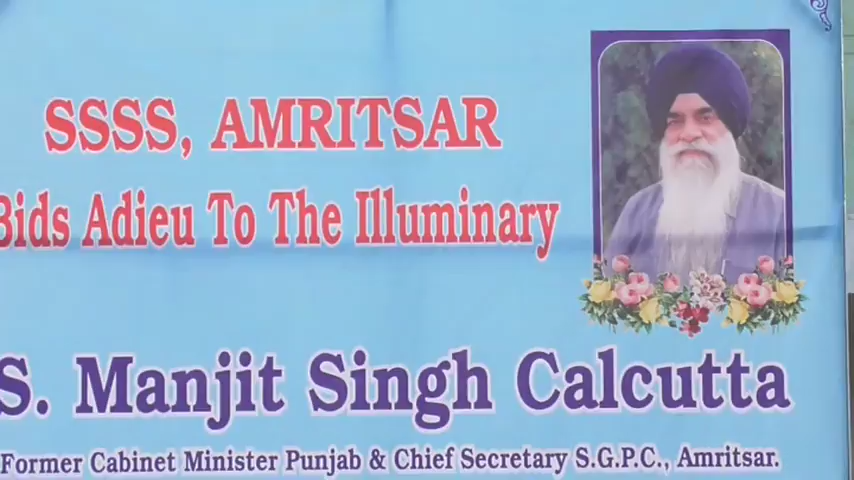 SSSS, AMRITSAR
Bids Adieu To The Illuminary
S. Manjit Singh Calcutta
Former Cabinet Minister Punjab & Chief Secretary S.G.P.C., Amritsar.